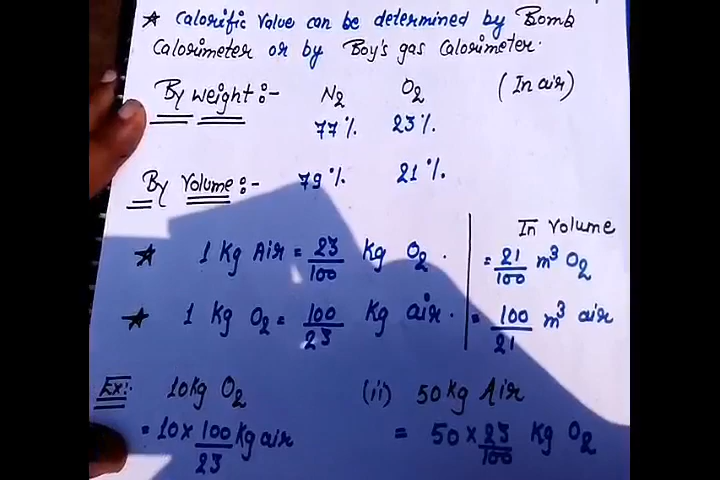 ★ Calorific Value can be determined by Bomb
Calorimeter or by Boy's gas Calorimeter.
By weight :- N2 O2 (In air)
77% 23%.
By Volume :- 79%. 21%.
In Volume
★ 1 Kg Air = 23/100 Kg O2. = 21/100 m³ O2
★ 1 Kg O2 = 100/23 Kg air. = 100/21 m³ air
Ex:- 10Kg O2 (ii) 50Kg Air
= 10 × 100/23 Kg air = 50 × 23/100 Kg O2